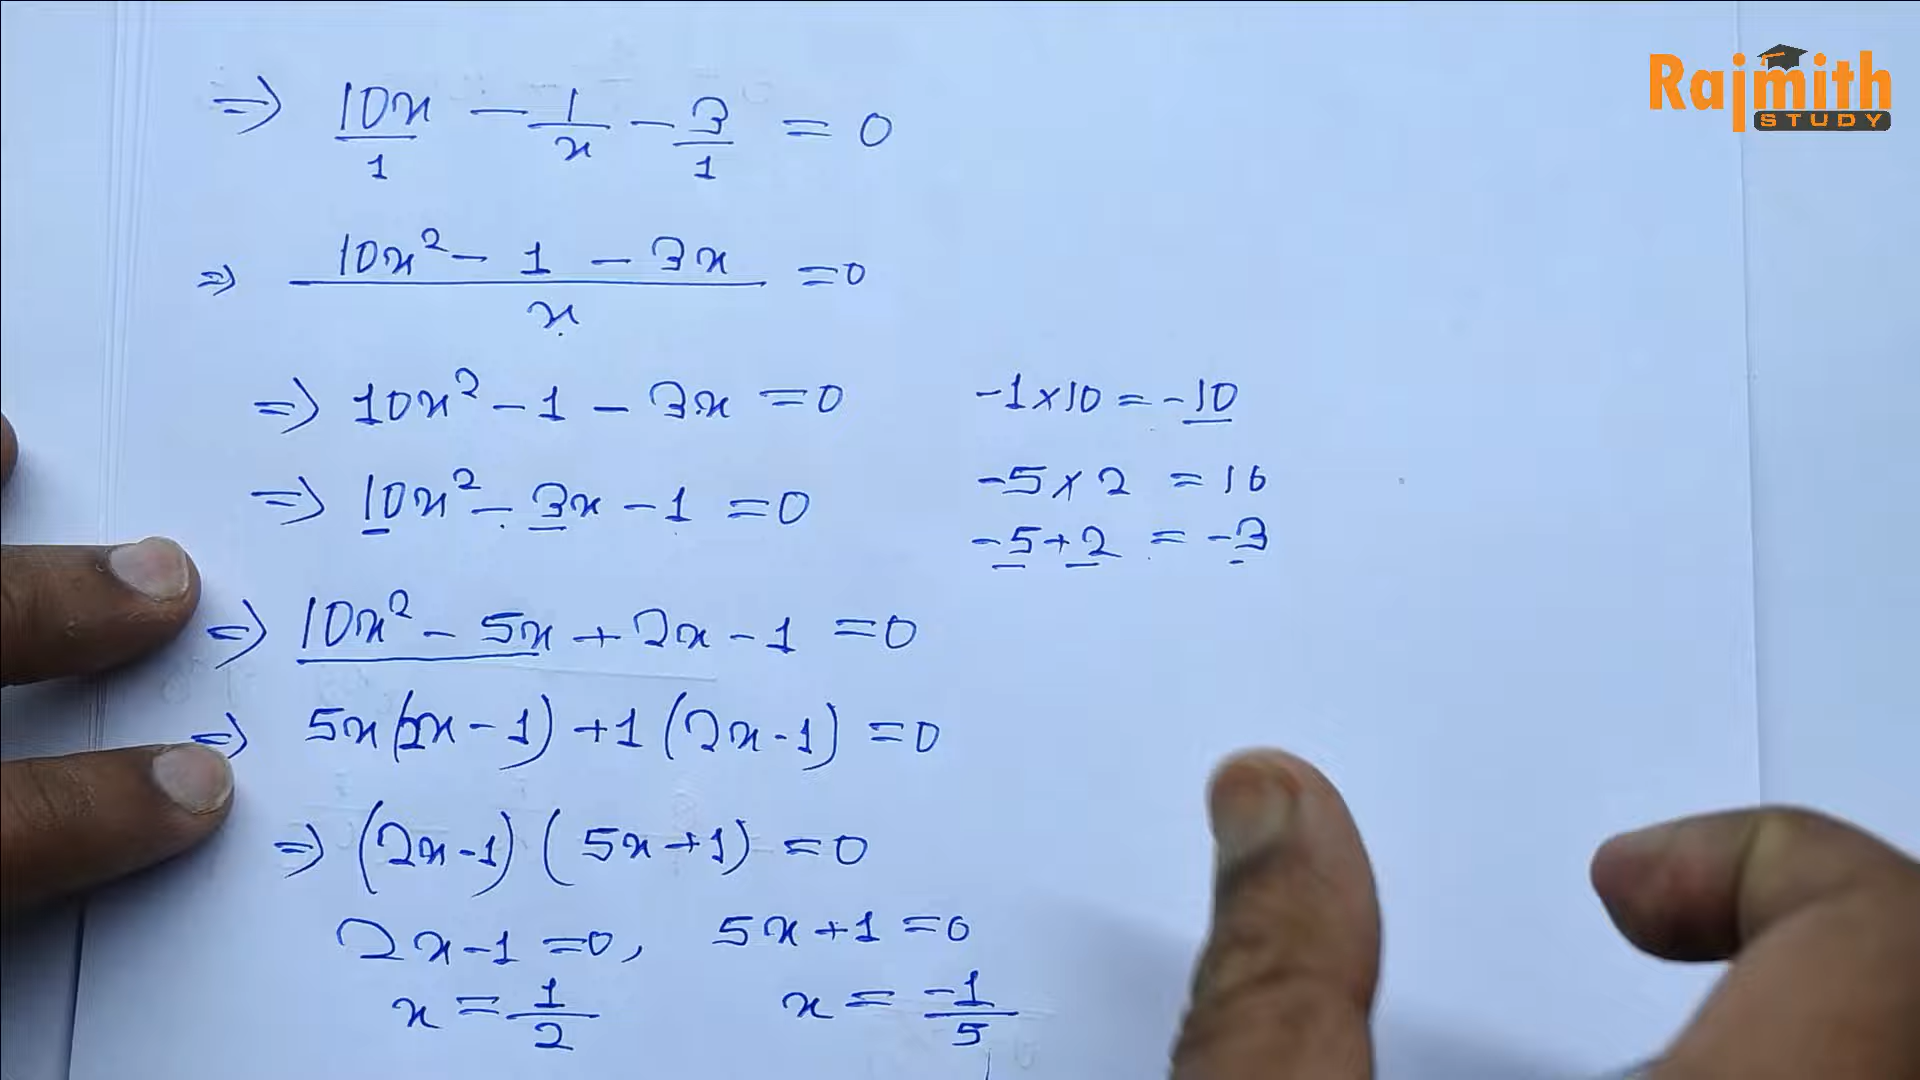 Rajmith
STUDY
=> 10x/1 - 1/x - 3/1 = 0
=> (10x² - 1 - 3x)/x = 0
=> 10x² - 1 - 3x = 0
-1 × 10 = -10
=> 10x² - 3x - 1 = 0
-5 × 2 = 10
-5 + 2 = -3
=> 10x² - 5x + 2x - 1 = 0
=> 5x(2x - 1) + 1(2x - 1) = 0
=> (2x - 1)(5x + 1) = 0
2x - 1 = 0, 5x + 1 = 0
x = 1/2 x = -1/5